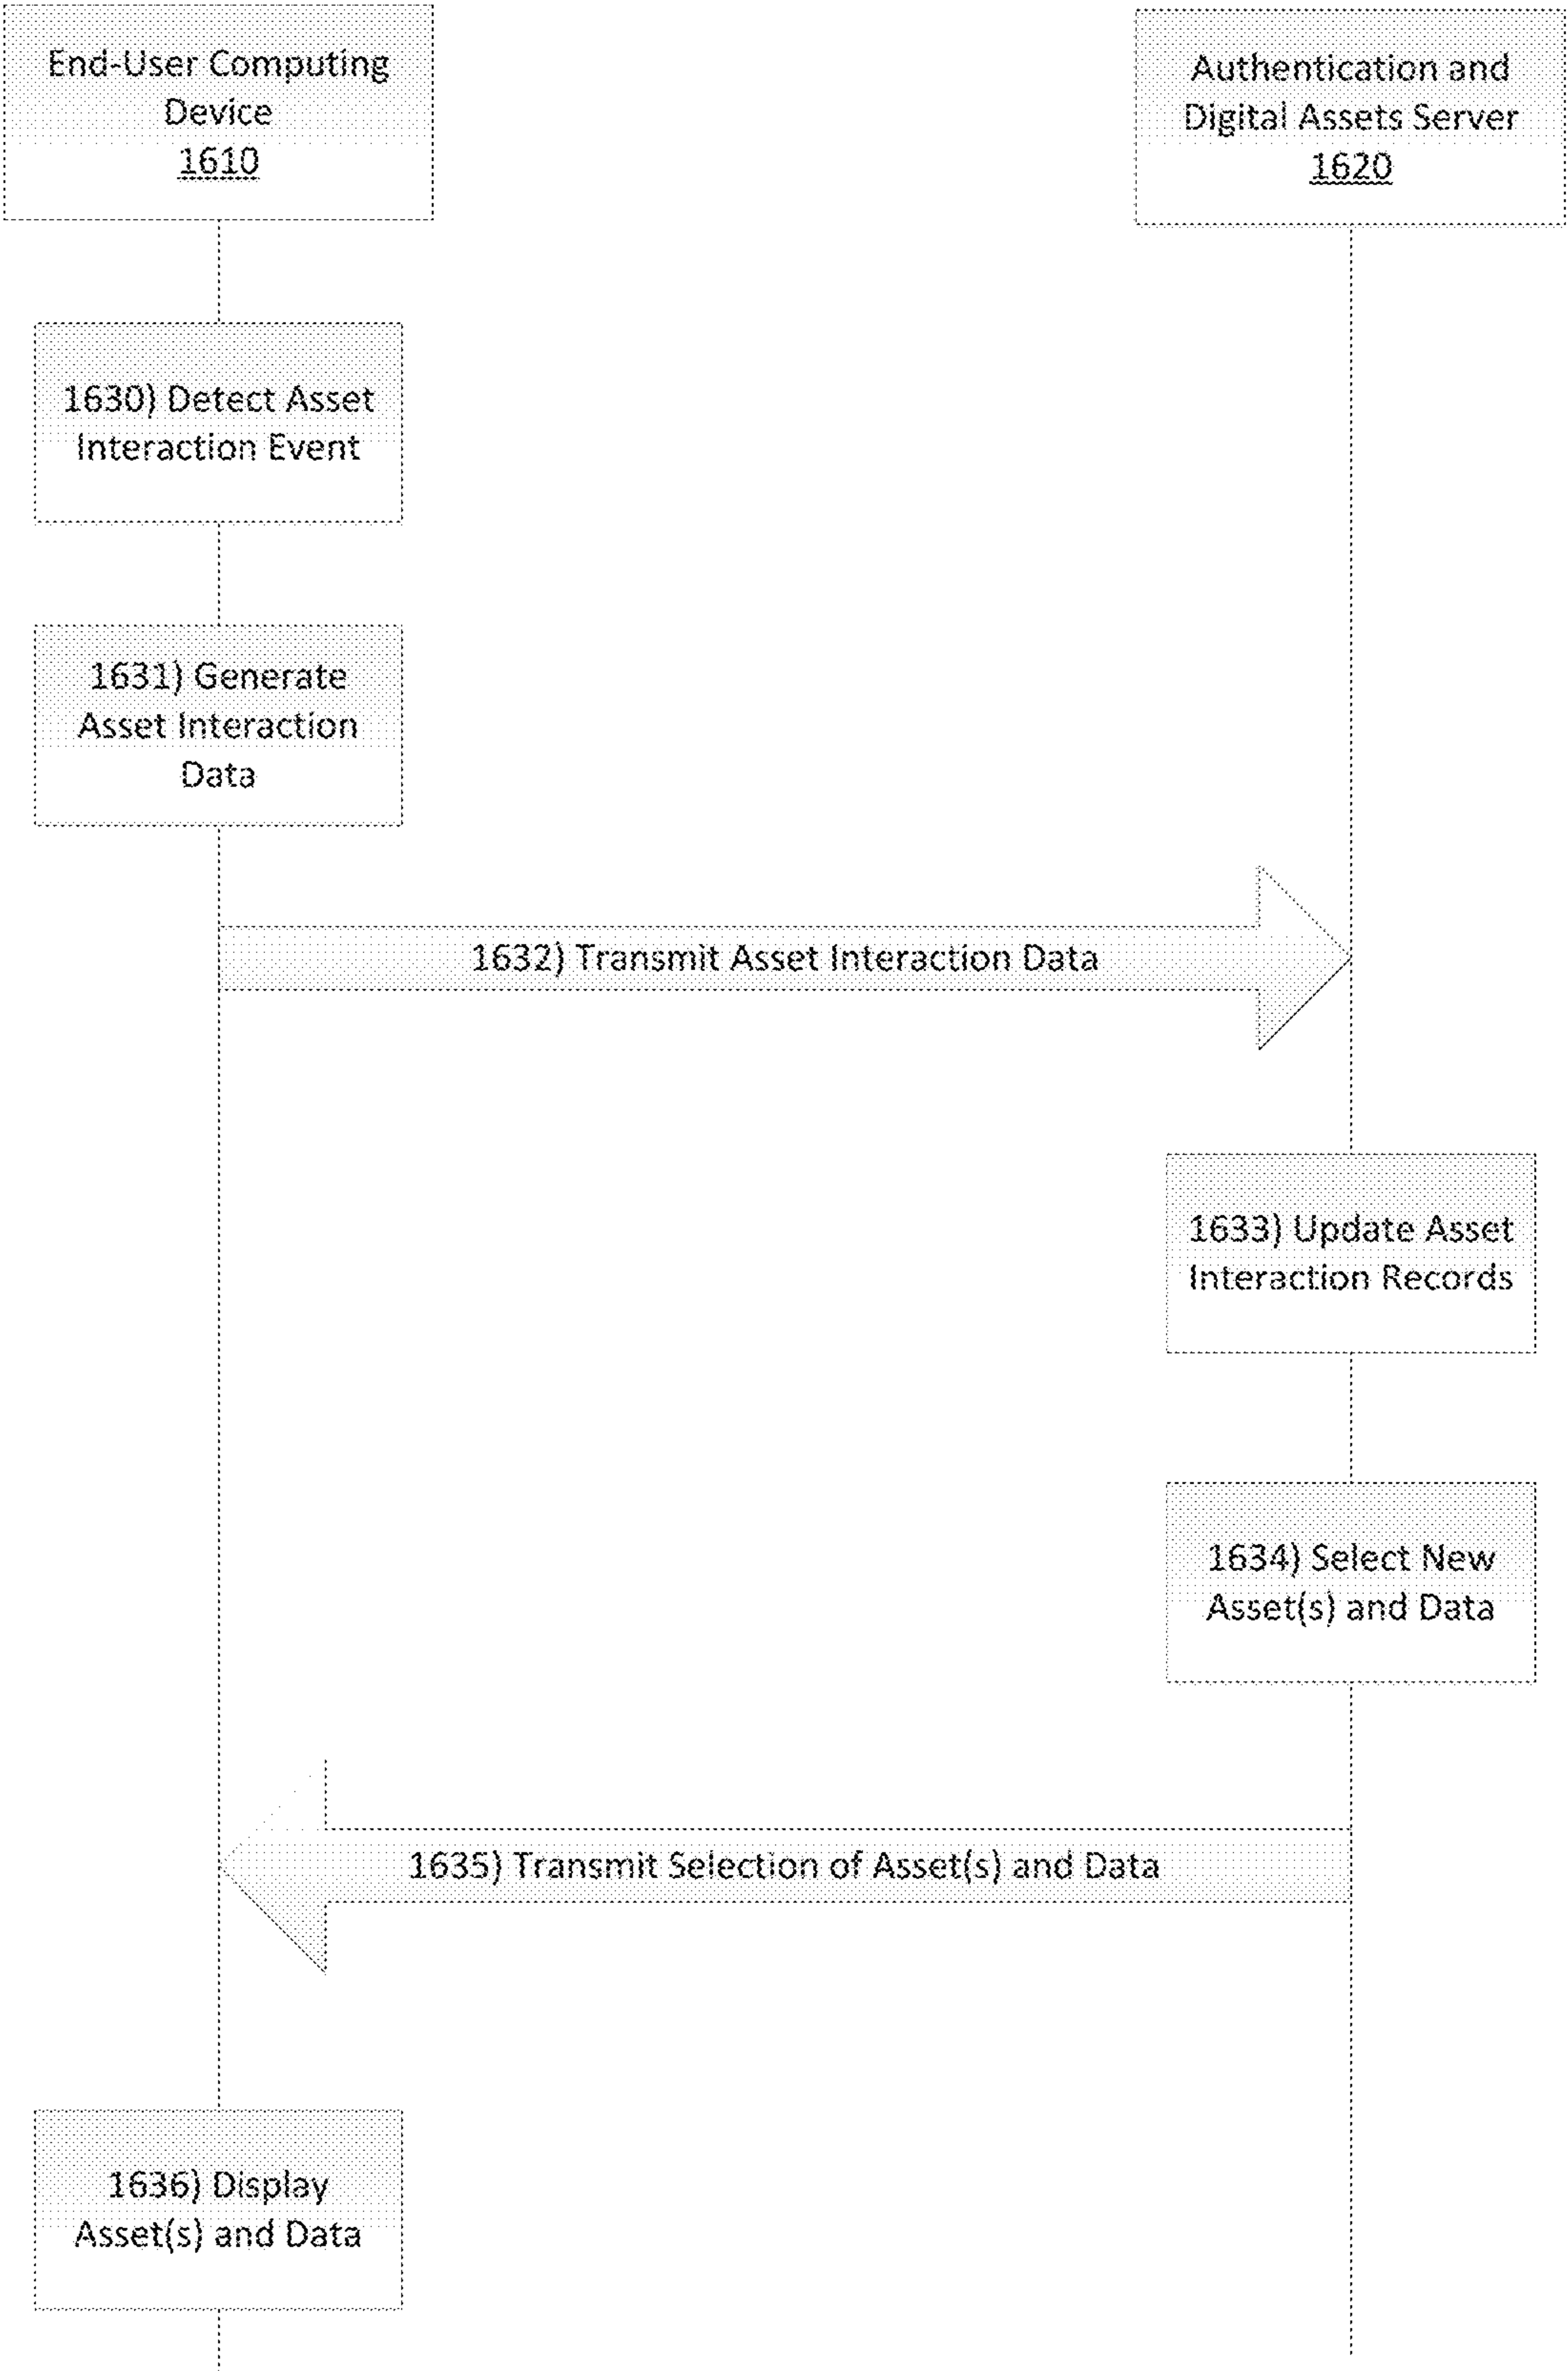 End-User Computing
Device
1610
Authentication and
Digital Assets Server
1620
1630) Detect Asset
Interaction Event
1631) Generate
Asset Interaction
Data
1632) Transmit Asset Interaction Data
1633) Update Asset
Interaction Records
1634) Select New
Asset(s) and Data
1635) Transmit Selection of Asset(s) and Data
1636) Display
Asset(s) and Data